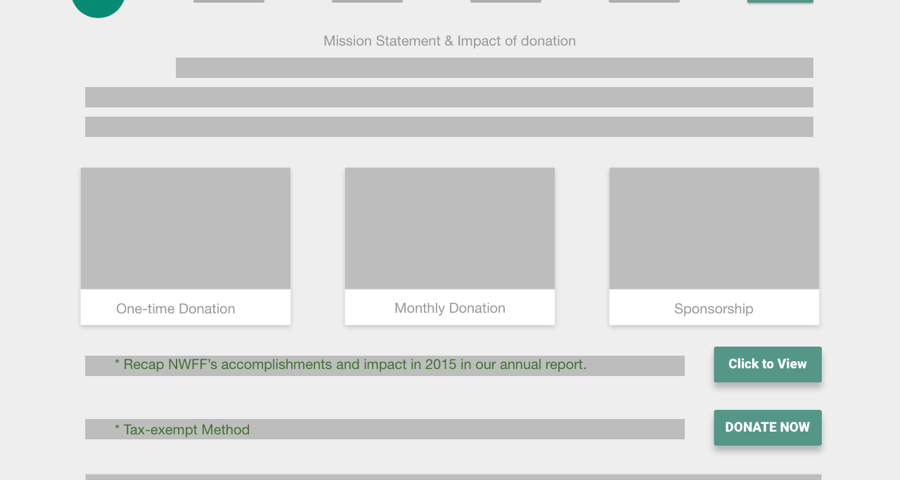 Mission Statement & Impact of donation
One-time Donation
Monthly Donation
Sponsorship
* Recap NWFF's accomplishments and impact in 2015 in our annual report.
Click to View
* Tax-exempt Method
DONATE NOW